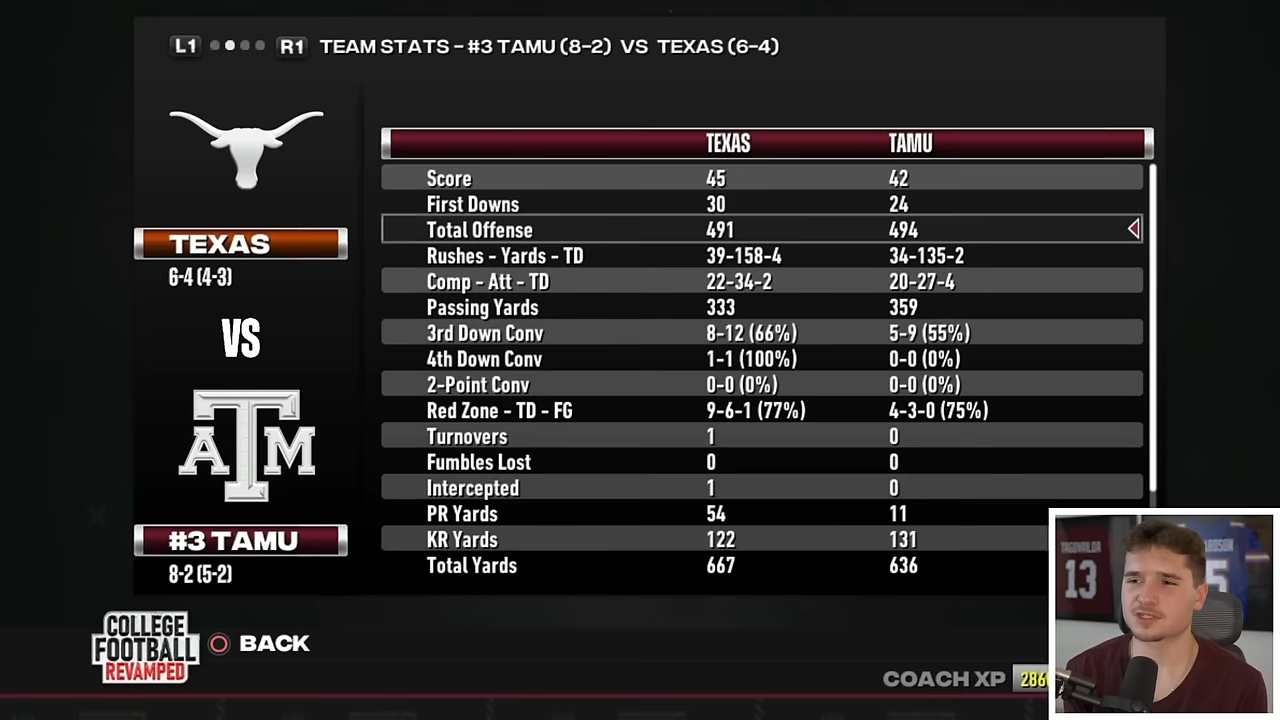 L1 R1 TEAM STATS - #3 TAMU (8-2) VS TEXAS (6-4)
TEXAS TAMU
Score 45 42
First Downs 30 24
Total Offense 491 494
Rushes - Yards - TD 39-158-4 34-135-2
Comp - Att - TD 22-34-2 20-27-4
Passing Yards 333 359
3rd Down Conv 8-12 (66%) 5-9 (55%)
4th Down Conv 1-1 (100%) 0-0 (0%)
2-Point Conv 0-0 (0%) 0-0 (0%)
Red Zone - TD - FG 9-6-1 (77%) 4-3-0 (75%)
Turnovers 1 0
Fumbles Lost 0 0
Intercepted 1 0
PR Yards 54 11
KR Yards 122 131
Total Yards 667 636
TEXAS
6-4 (4-3)
VS
ATM
#3 TAMU
8-2 (5-2)
COLLEGE
FOOTBALL
REVAMPED
BACK
COACH XP 286
13
5